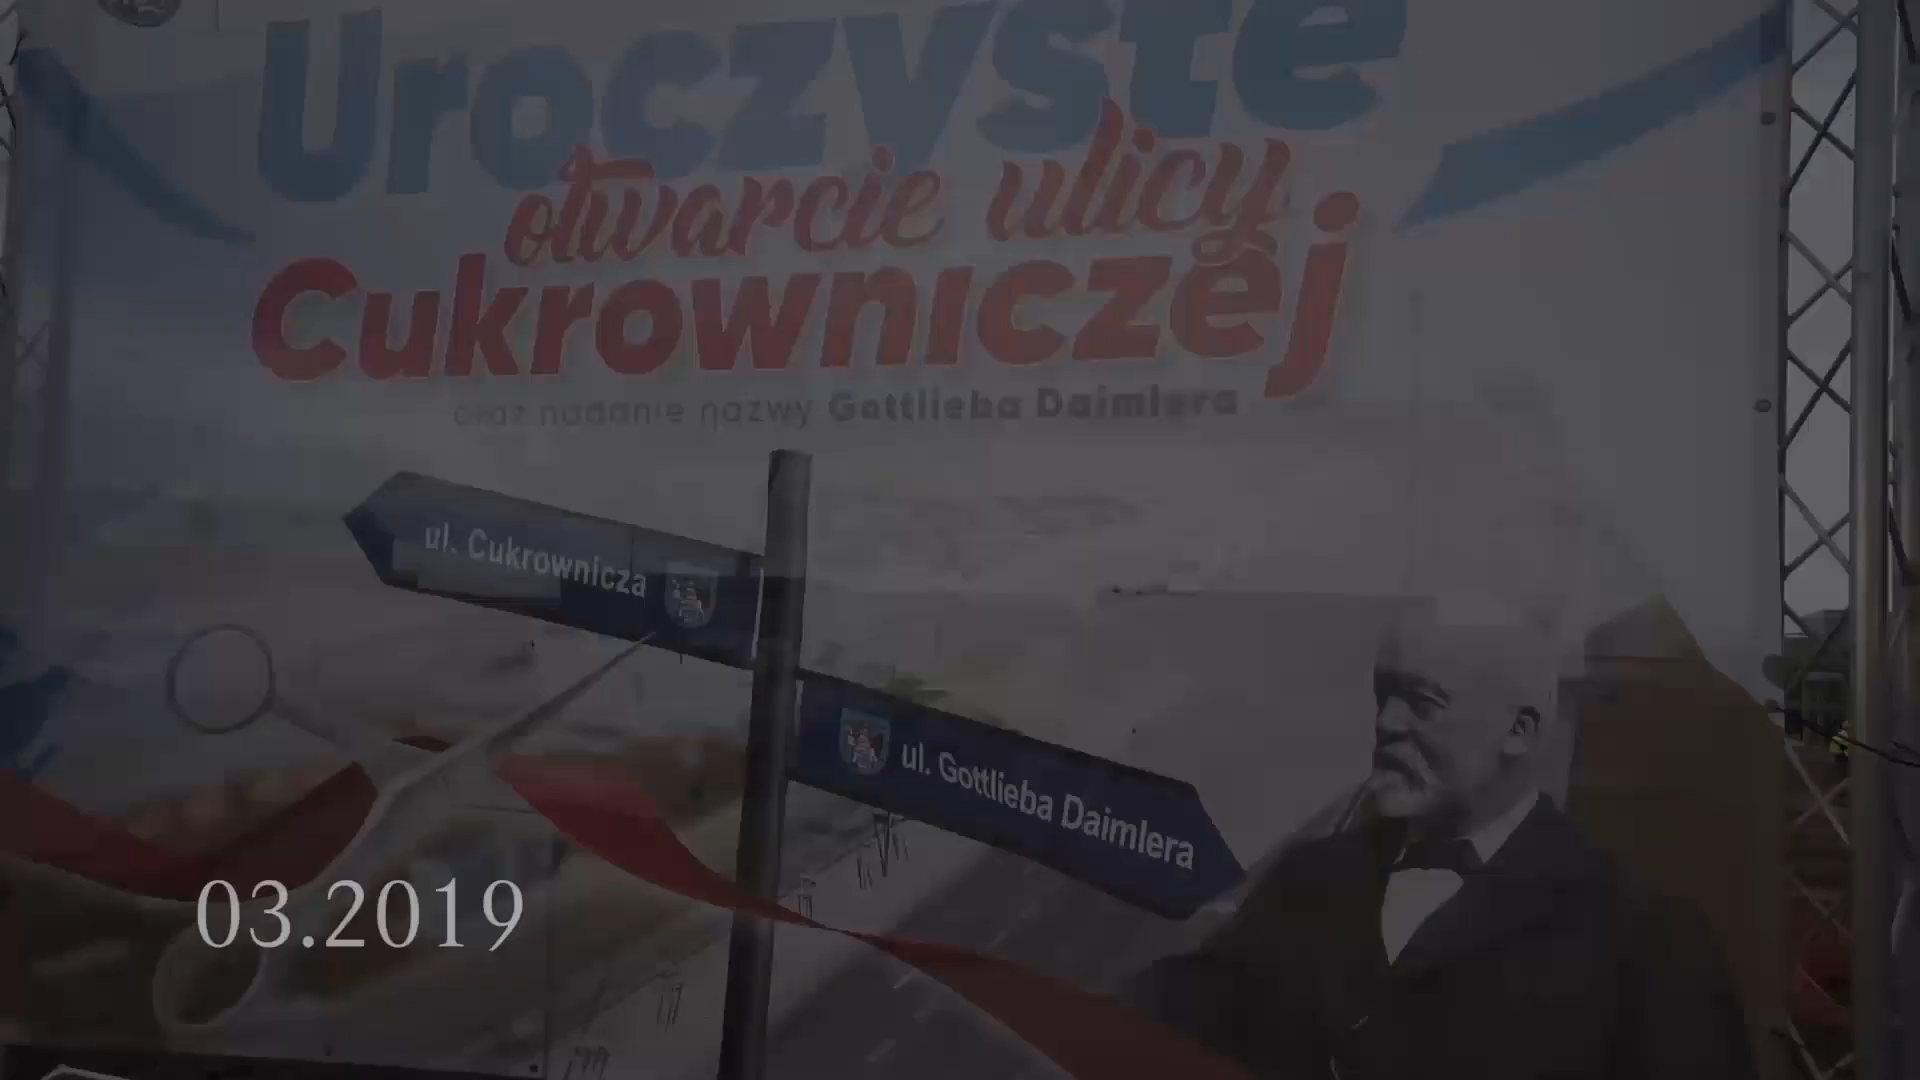 Uroczyste
otwarcie ulicy
Cukrowniczej
oraz nadanie nazwy Gottlieba Daimlera
ul. Cukrownicza
ul. Gottlieba Daimlera
03.2019